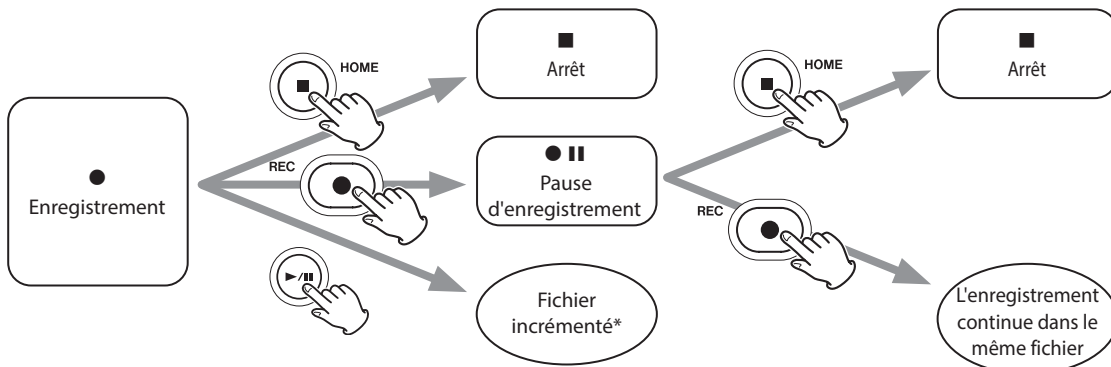 Enregistrement
HOME
REC
Arrêt
Pause
d'enregistrement
Fichier
incrémenté*
HOME
REC
Arrêt
L'enregistrement
continue dans le
même fichier